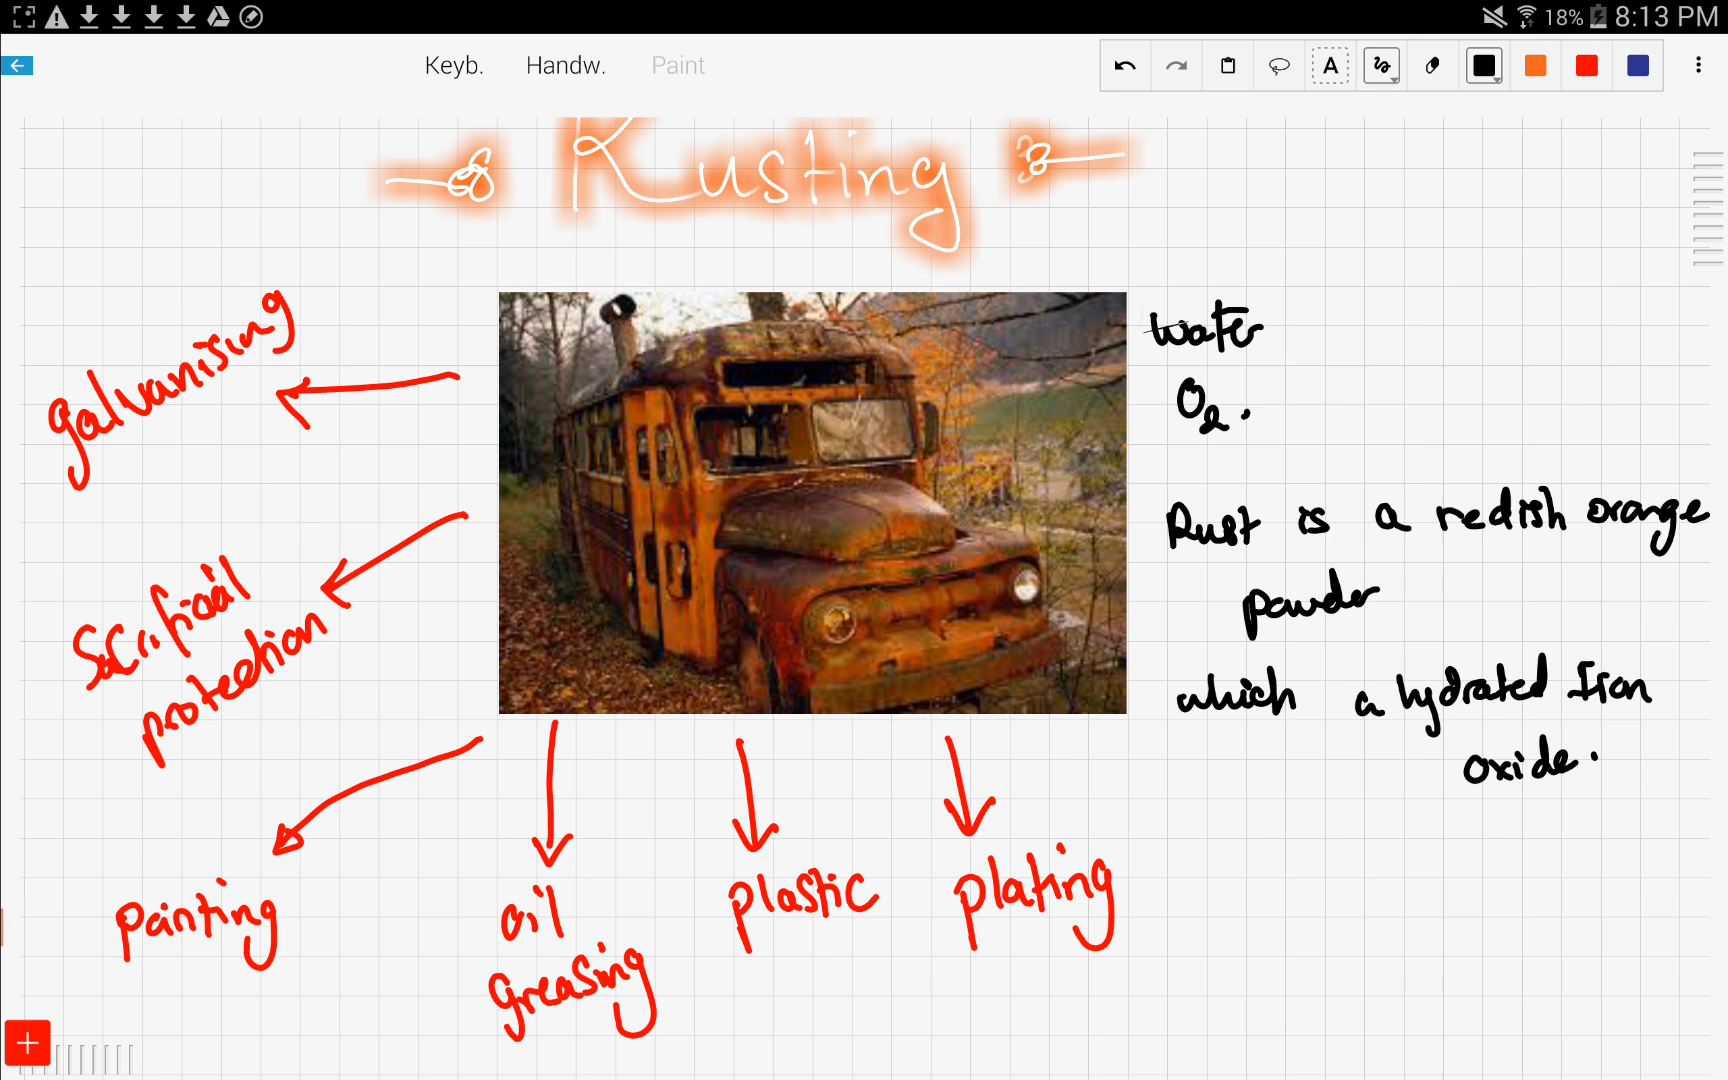 18% 8:13 PM
Keyb. Handw. Paint
A
Rusting
galvanising
Sacrificial
protection
painting
oil
greasing
plastic
plating
water
O₂.
Rust is a redish orange
powder
which a hydrated Iron
oxide.